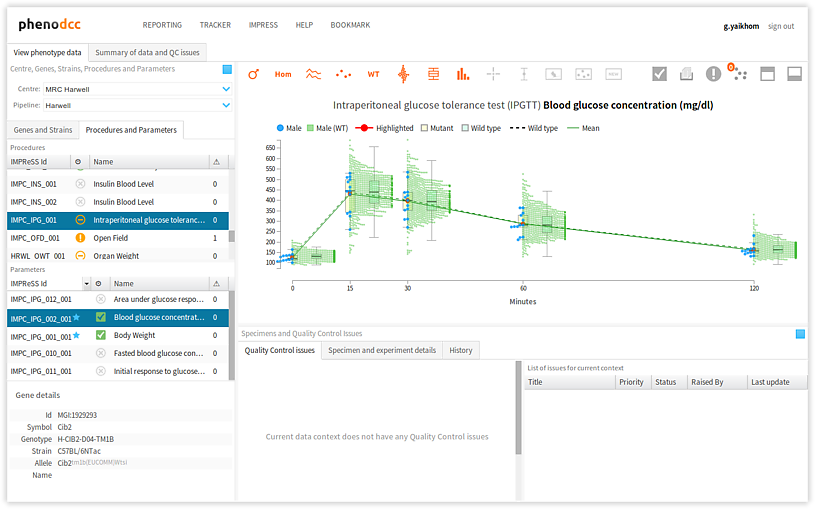 phenodcc
REPORTING TRACKER IMPRESS HELP BOOKMARK
g.yaikhom sign out
View phenotype data Summary of data and QC issues
Centre, Genes, Strains, Procedures and Parameters
Centre: MRC Harwell
Pipeline: Harwell
Genes and Strains Procedures and Parameters
Procedures
IMPReSS Id Name
IMPC_INS_001 Insulin Blood Level 0
IMPC_INS_002 Insulin Blood Level 0
IMPC_IPG_001 Intraperitoneal glucose toleranc... 0
IMPC_OFD_001 Open Field 1
HRWL_OWT_001 Organ Weight 0
Parameters
IMPReSS Id Name
IMPC_IPG_012_001 Area under glucose respo... 0
IMPC_IPG_002_001 Blood glucose concentrat... 0
IMPC_IPG_001_001 Body Weight 0
IMPC_IPG_010_001 Fasted blood glucose con... 0
IMPC_IPG_011_001 Initial response to glucose... 0
Gene details
Id MGI:1929293
Symbol Cib2
Genotype H-CIB2-D04-TM1B
Strain C57BL/6NTac
Allele Cib2tm1b(EUCOMM)Wtsi
Name
Hom WT 0
Intraperitoneal glucose tolerance test (IPGTT) Blood glucose concentration (mg/dl)
Male Male (WT) Highlighted Mutant Wild type Wild type Mean
650
600
550
500
450
400
350
300
250
200
150
100
0 15 30 60 120
Minutes
Specimens and Quality Control Issues
Quality Control issues Specimen and experiment details History
Current data context does not have any Quality Control issues
List of issues for current context
Title Priority Status Raised By Last update